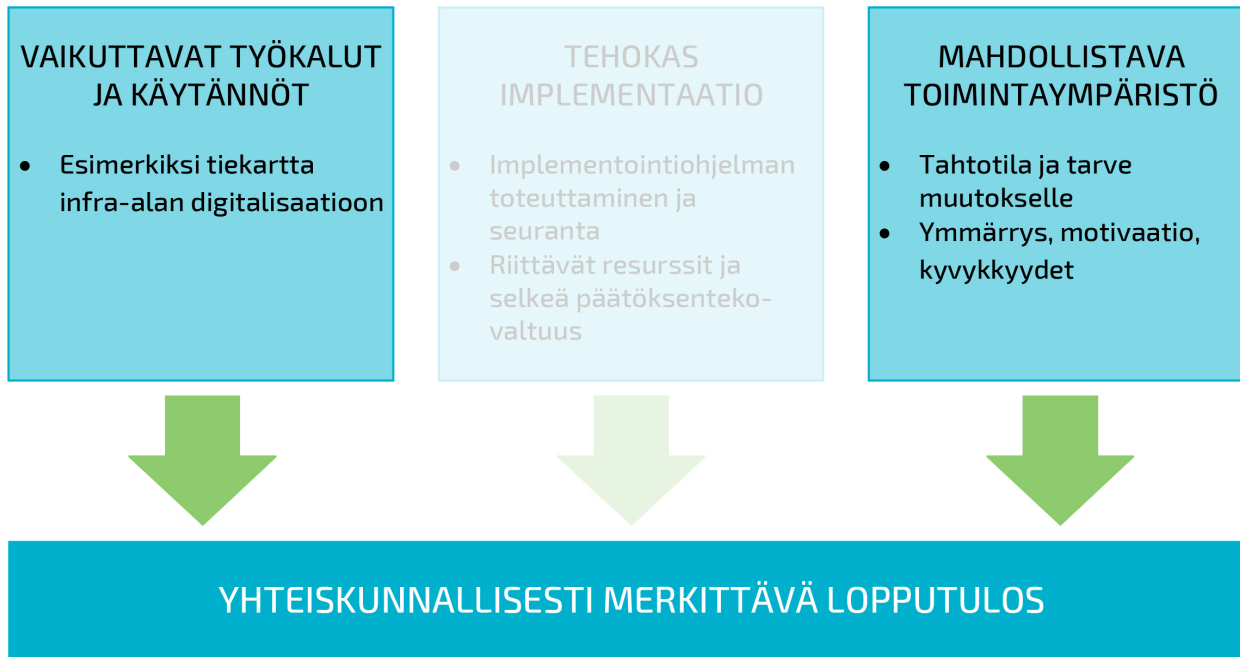 VAIKUTTAVAT TYÖKALUT
JA KÄYTÄNNÖT
• Esimerkiksi tiekartta
infra-alan digitalisaatioon
TEHOKAS
IMPLEMENTAATIO
• Implementointiohjelman
toteuttaminen ja
seuranta
• Riittävät resurssit ja
selkeä päätöksenteko-
valtuus
MAHDOLLISTAVA
TOIMINTAYMPÄRISTÖ
• Tahtotila ja tarve
muutokselle
• Ymmärrys, motivaatio,
kyvykkyydet
YHTEISKUNNALLISESTI MERKITTÄVÄ LOPPUTULOS